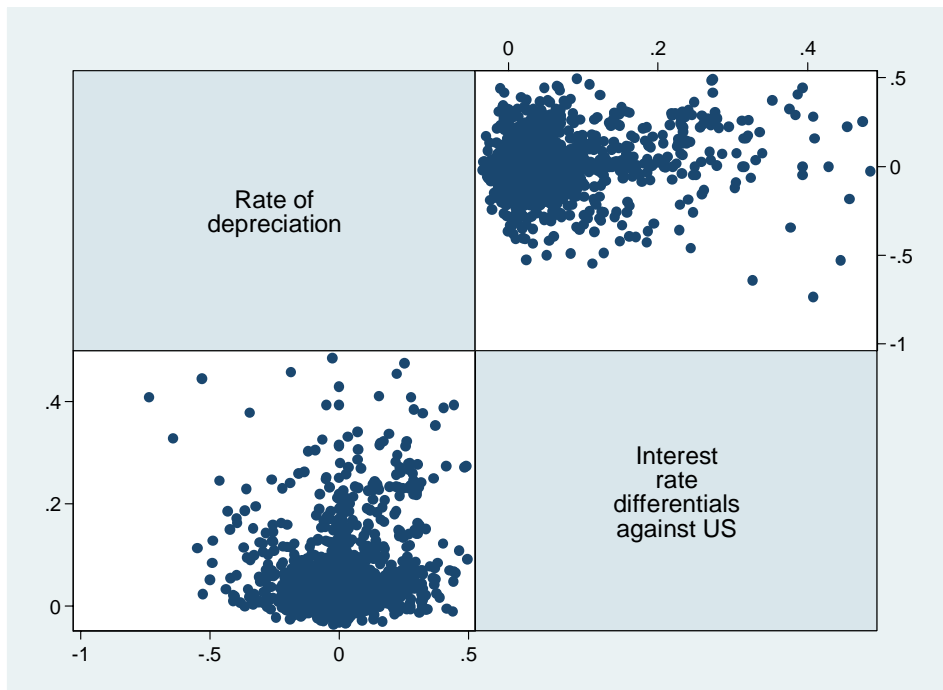 0 .2 .4
.5
0
-.5
-1
Rate of
depreciation
.4
.2
0
Interest
rate
differentials
against US
-1 -.5 0 .5